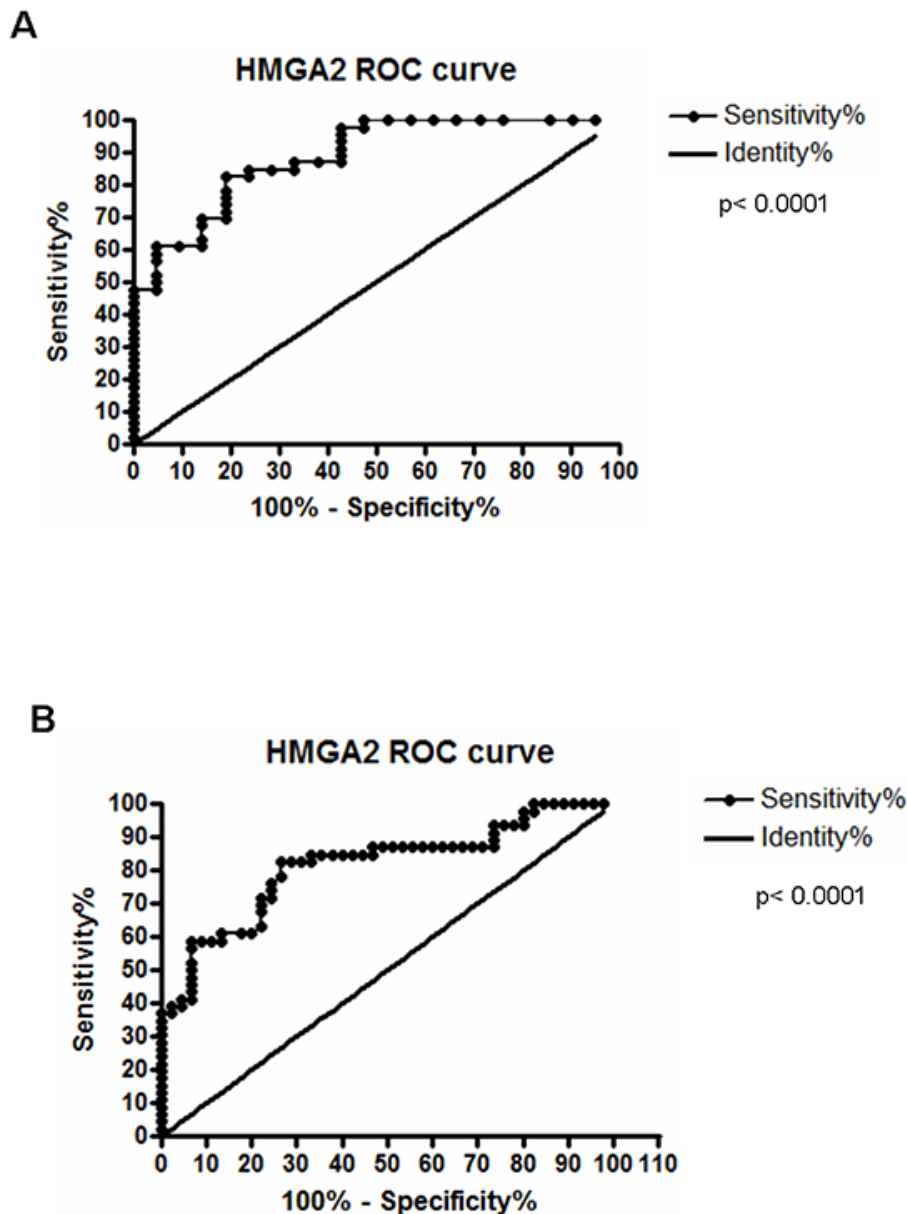 A
HMGA2 ROC curve
100
90
80
70
60
50
40
30
20
10
0
Sensitivity%
0 10 20 30 40 50 60 70 80 90 100
100% - Specificity%
Sensitivity%
Identity%
p< 0.0001
B
HMGA2 ROC curve
100
90
80
70
60
50
40
30
20
10
0
Sensitivity%
0 10 20 30 40 50 60 70 80 90 100 110
100% - Specificity%
Sensitivity%
Identity%
p< 0.0001